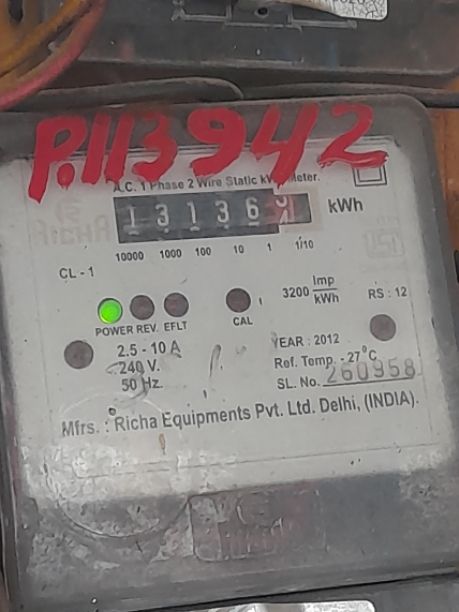 P.113942
A.C. 1 Phase 2 Wire Static kWh Meter.
13136 kWh
10000 1000 100 10 1 1/10
CL - 1
3200 Imp/kWh
RS : 12
POWER REV. EFLT
CAL
2.5 - 10 A
240 V.
50 Hz.
YEAR : 2012
Ref. Temp. - 27°C
SL. No. 260958
Mfrs. : Richa Equipments Pvt. Ltd. Delhi, (INDIA).